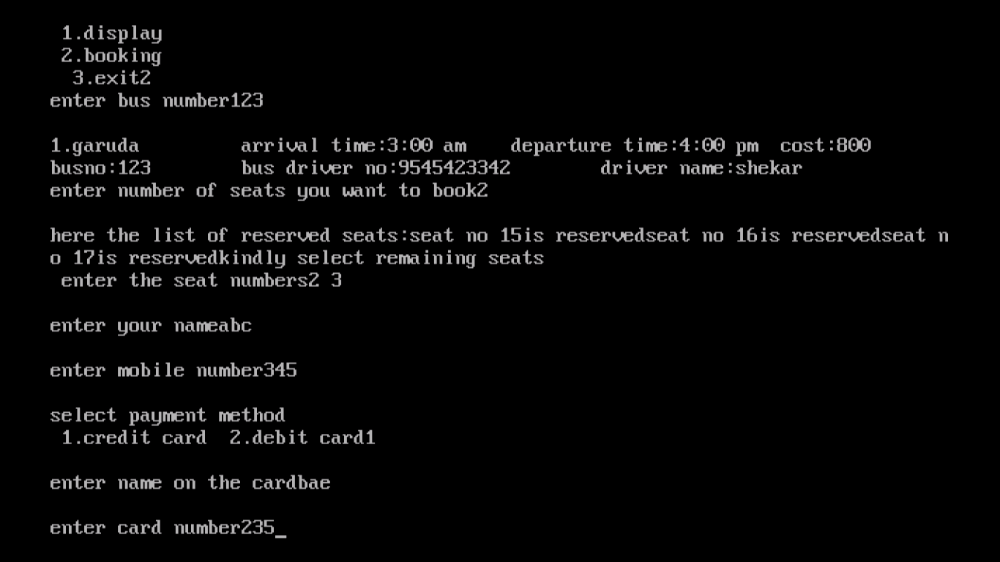 1.display
2.booking
3.exit2
enter bus number123
1.garuda arrival time:3:00 am departure time:4:00 pm cost:800
busno:123 bus driver no:9545423342 driver name:shekar
enter number of seats you want to book2
here the list of reserved seats:seat no 15is reservedseat no 16is reservedseat n
o 17is reservedkindly select remaining seats
enter the seat numbers2 3
enter your nameabc
enter mobile number345
select payment method
1.credit card 2.debit card1
enter name on the cardbae
enter card number235_